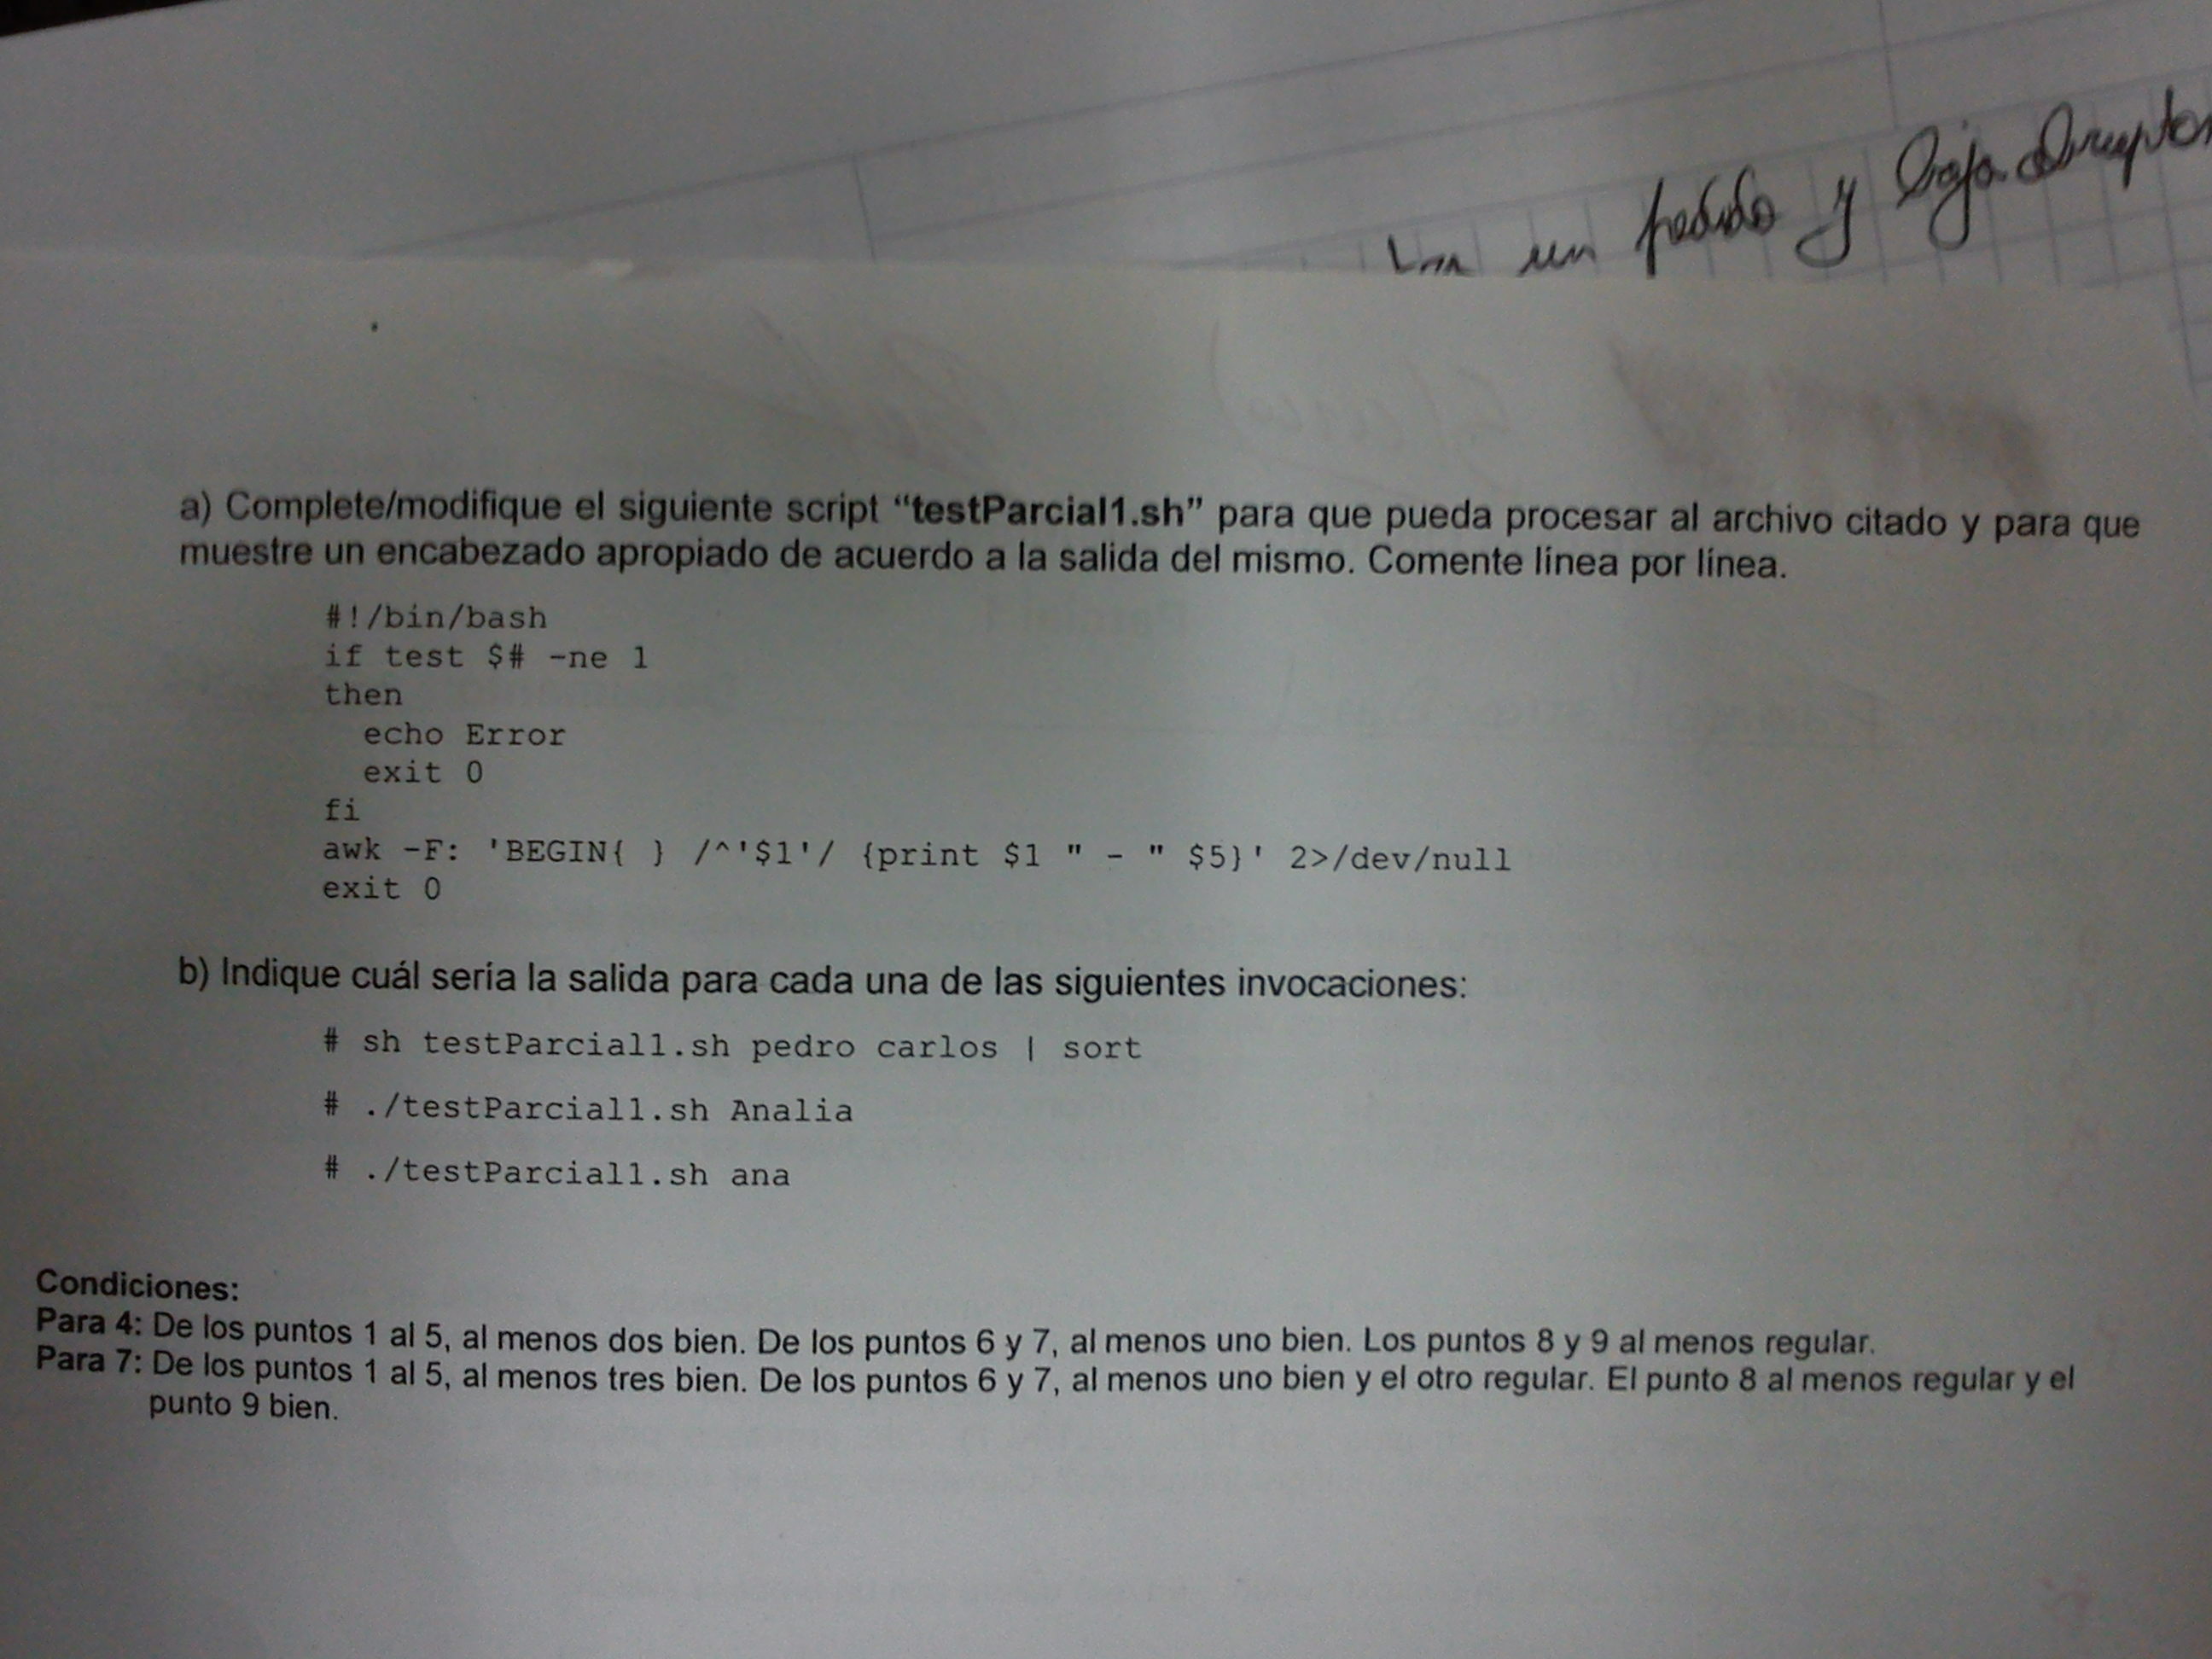 un pedido y baja
a) Complete/modifique el siguiente script “testParcial1.sh” para que pueda procesar al archivo citado y para que
muestre un encabezado apropiado de acuerdo a la salida del mismo. Comente línea por línea.
#!/bin/bash
if test $# -ne 1
then
echo Error
exit 0
fi
awk -F: 'BEGIN{ } /^'$1'/ {print $1 " - " $5}' 2>/dev/null
exit 0
b) Indique cuál sería la salida para cada una de las siguientes invocaciones:
# sh testParcial1.sh pedro carlos | sort
# ./testParcial1.sh Analia
# ./testParcial1.sh ana
Condiciones:
Para 4: De los puntos 1 al 5, al menos dos bien. De los puntos 6 y 7, al menos uno bien. Los puntos 8 y 9 al menos regular.
Para 7: De los puntos 1 al 5, al menos tres bien. De los puntos 6 y 7, al menos uno bien y el otro regular. El punto 8 al menos regular y el
punto 9 bien.